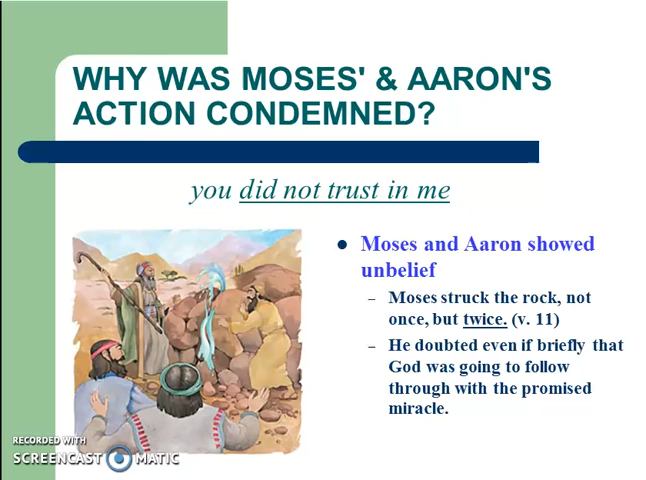 WHY WAS MOSES' & AARON'S
ACTION CONDEMNED?
you did not trust in me
Moses and Aaron showed
unbelief
– Moses struck the rock, not
once, but twice. (v. 11)
– He doubted even if briefly that
God was going to follow
through with the promised
miracle.
RECORDED WITH
SCREENCAST MATIC